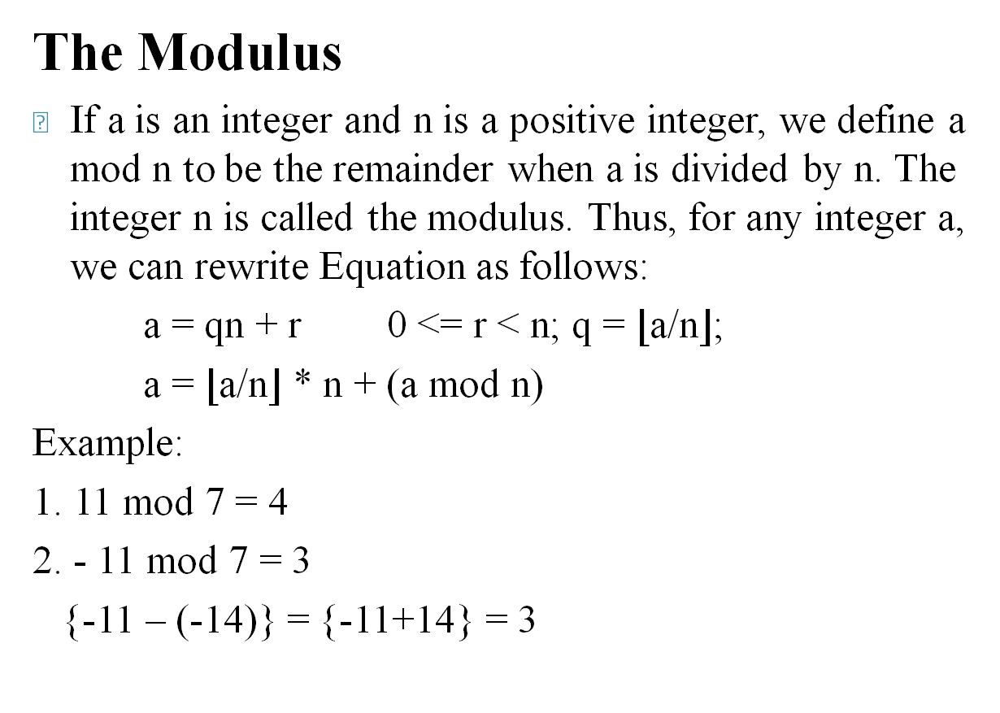 The Modulus
If a is an integer and n is a positive integer, we define a
mod n to be the remainder when a is divided by n. The
integer n is called the modulus. Thus, for any integer a,
we can rewrite Equation as follows:
a = qn + r 0 <= r < n; q = ⌊a/n⌋;
a = ⌊a/n⌋ * n + (a mod n)
Example:
1. 11 mod 7 = 4
2. - 11 mod 7 = 3
{-11 – (-14)} = {-11+14} = 3